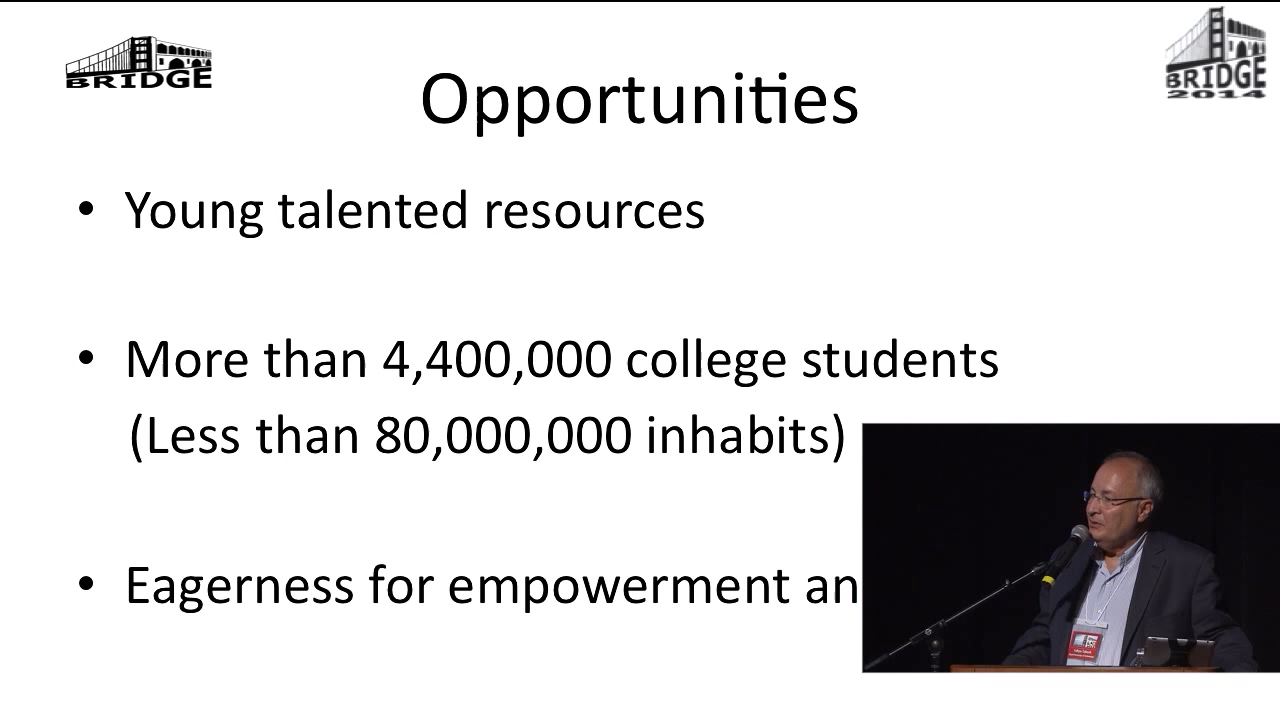 BRIDGE
BRIDGE
2014
Opportunities
• Young talented resources
• More than 4,400,000 college students
(Less than 80,000,000 inhabits)
• Eagerness for empowerment an